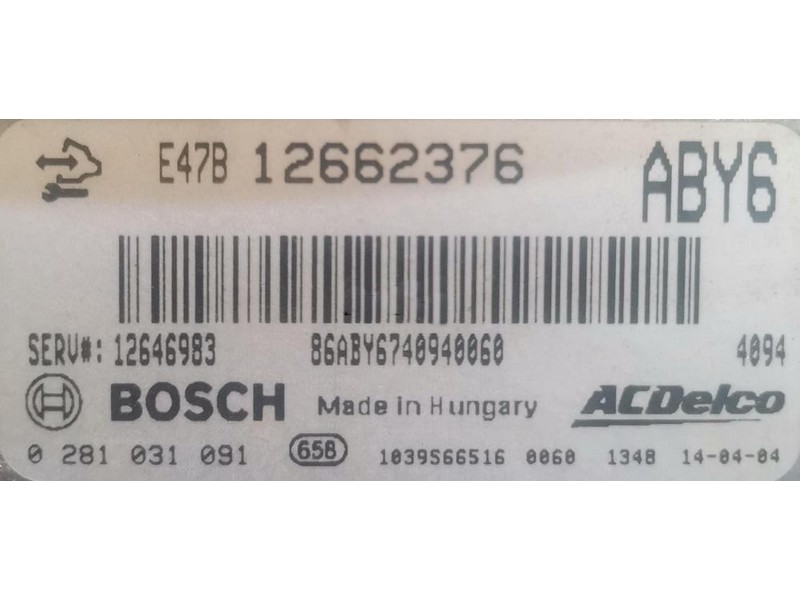 E47B 12662376 ABY6
SERV#: 12646983 86ABY6740940060 4094
BOSCH Made in Hungary ACDelco
0 281 031 091 658 1039S66516 0060 1348 14-04-04